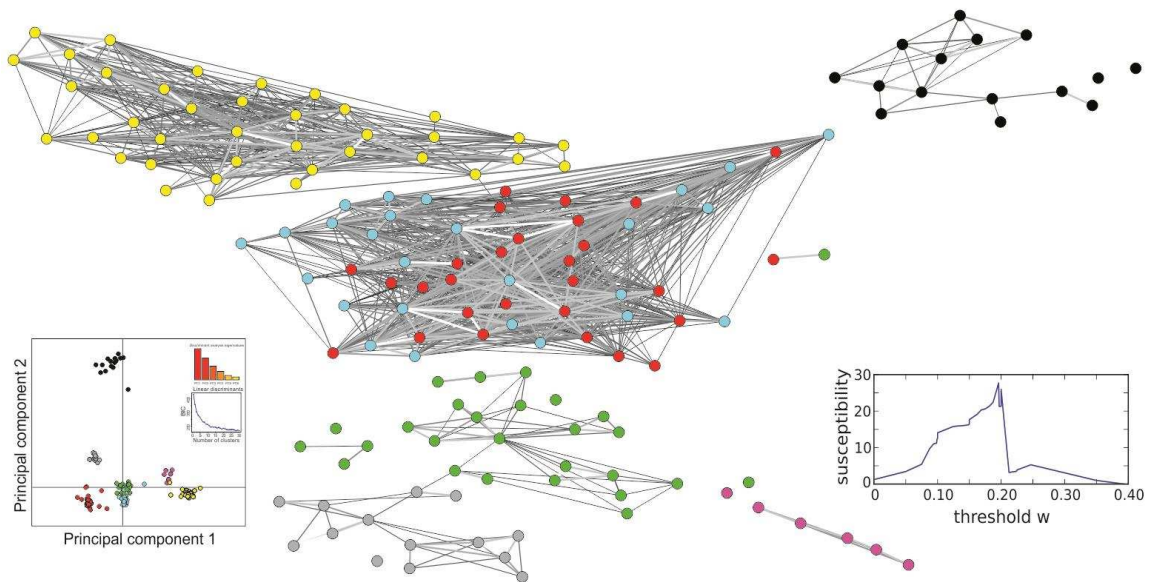 Principal component 2
Linear discriminants
BIC
Number of clusters
Principal component 1
susceptibility
30
20
10
0
0 0.10 0.20 0.30 0.40
threshold w